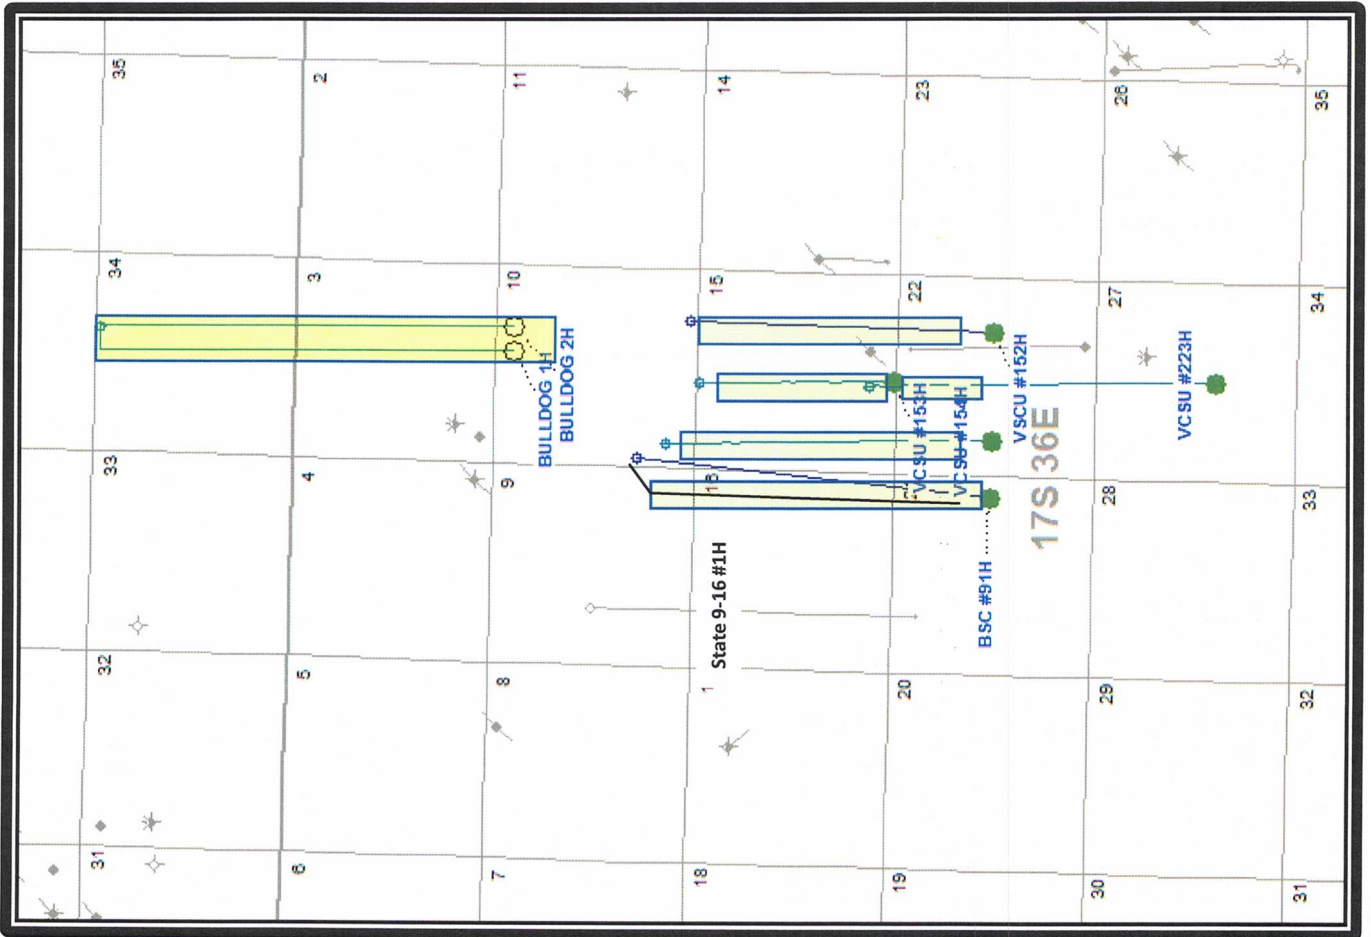 31 32 33 34 35
6 5 4 3 2
7 8 9 10 11
BULLDOG 1H
BULLDOG 2H
18 1 16 15 14
State 9-16 #1H
19 20 22 23
VCSU #153H
VCSU #154H
BSC #91H
VSCU #152H
17S 36E
30 29 28 27 26
VCSU #223H
31 32 33 34 35